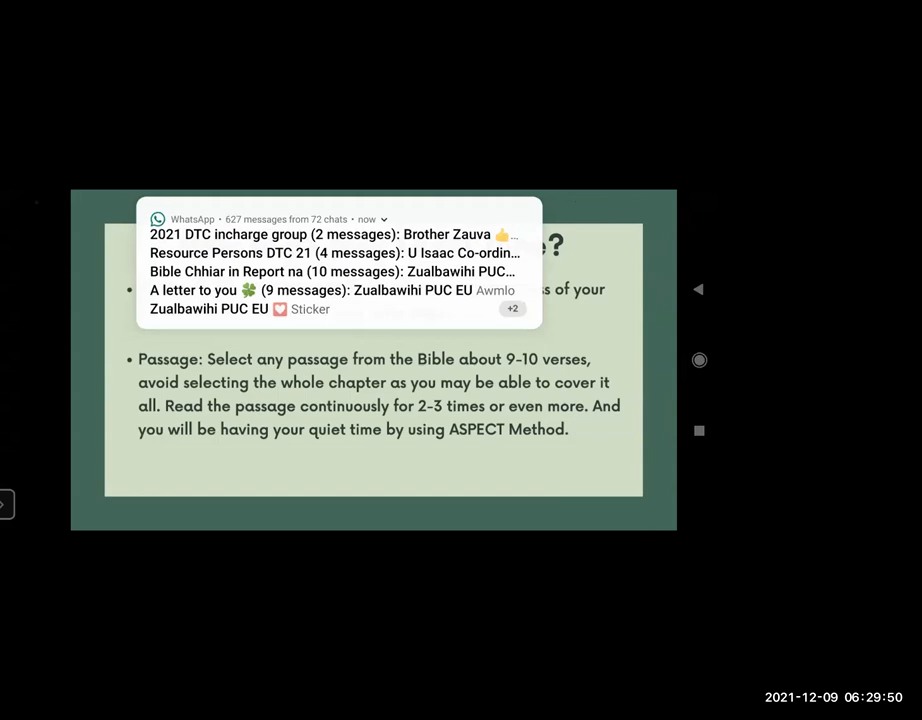 WhatsApp • 627 messages from 72 chats • now
2021 DTC incharge group (2 messages): Brother Zauva 👍...
Resource Persons DTC 21 (4 messages): U Isaac Co-ordin...
Bible Chhiar in Report na (10 messages): Zualbawihi PUC...
A letter to you 🍀 (9 messages): Zualbawihi PUC EU Awmlo
Zualbawihi PUC EU 💟 Sticker
+2
e?
• s of your
• Passage: Select any passage from the Bible about 9-10 verses,
avoid selecting the whole chapter as you may be able to cover it
all. Read the passage continuously for 2-3 times or even more. And
you will be having your quiet time by using ASPECT Method.
2021-12-09 06:29:50